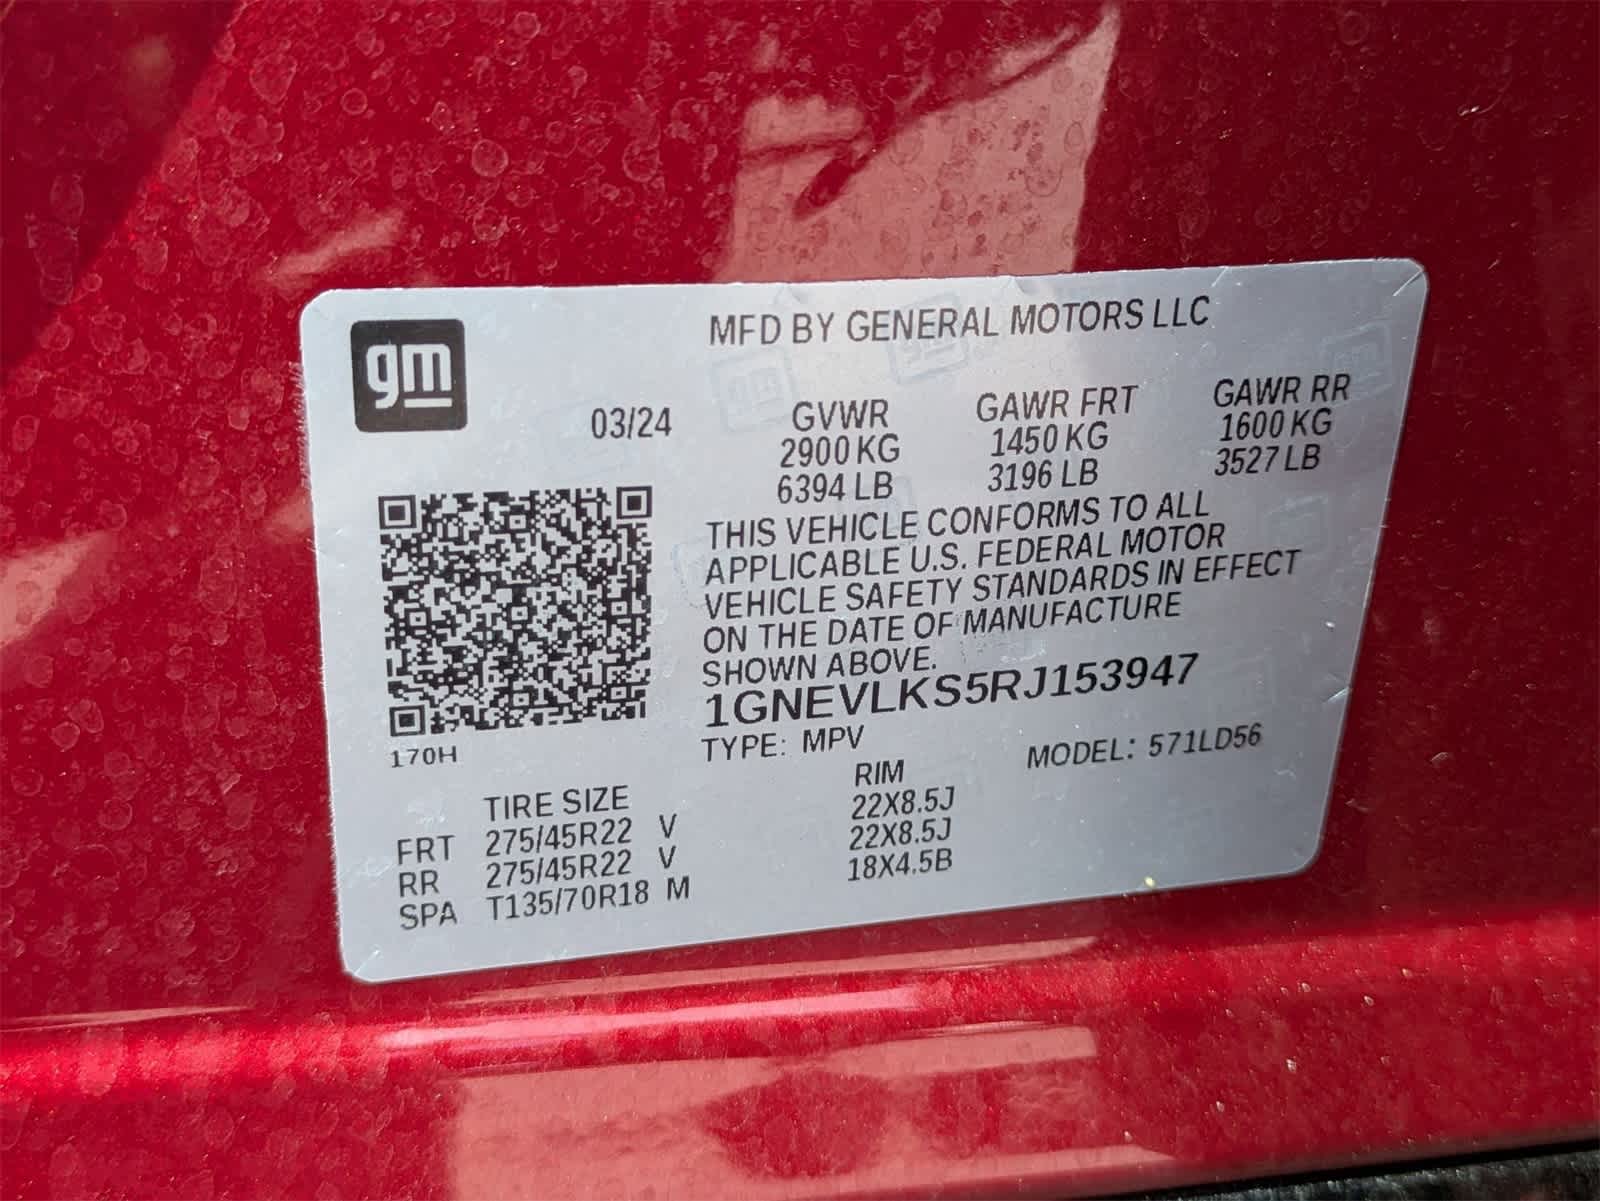 gm
MFD BY GENERAL MOTORS LLC
03/24
GVWR GAWR FRT GAWR RR
2900 KG 1450 KG 1600 KG
6394 LB 3196 LB 3527 LB
THIS VEHICLE CONFORMS TO ALL
APPLICABLE U.S. FEDERAL MOTOR
VEHICLE SAFETY STANDARDS IN EFFECT
ON THE DATE OF MANUFACTURE
SHOWN ABOVE.
1GNEVLKS5RJ153947
170H
TYPE: MPV MODEL: 571LD56
TIRE SIZE RIM
FRT 275/45R22 V 22X8.5J
RR 275/45R22 V 22X8.5J
SPA T135/70R18 M 18X4.5B